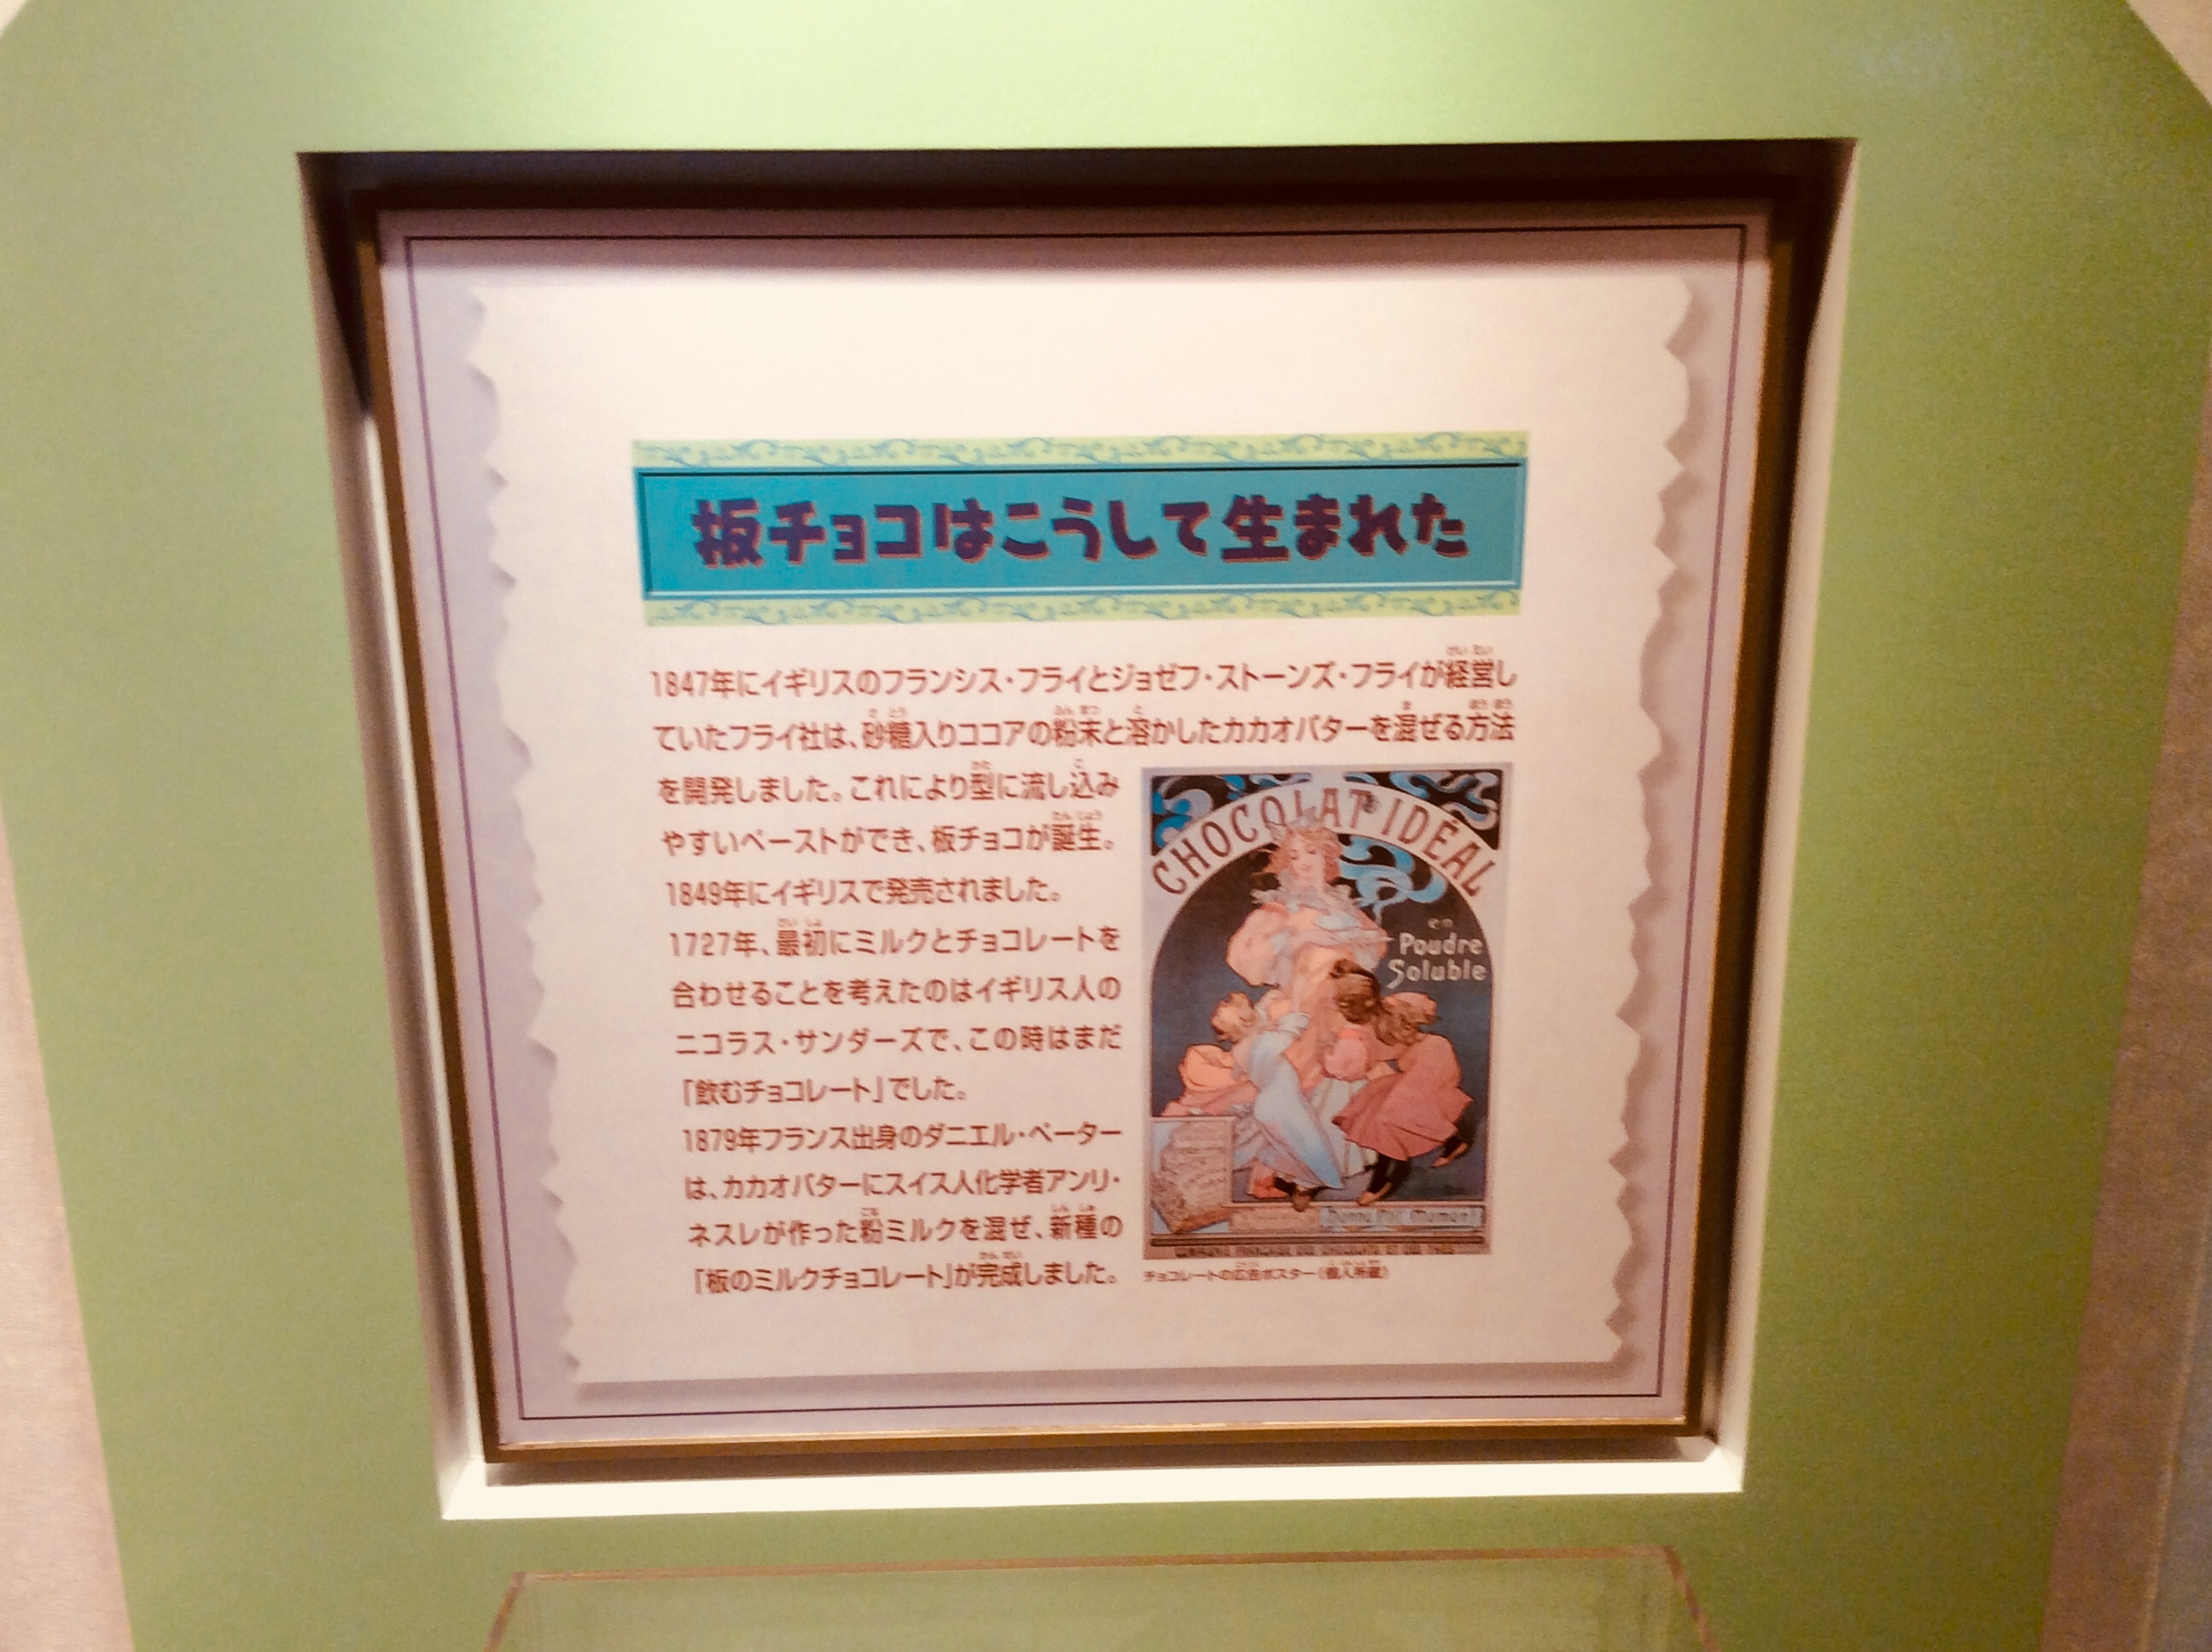 板チョコはこうして生まれた
1847年にイギリスのフランシス・フライとジョゼフ・ストーンズ・フライが経営し
ていたフライ社は、砂糖入りココアの粉末と溶かしたカカオバターを混ぜる方法
を開発しました。これにより型に流し込み
やすいペーストができ、板チョコが誕生。
1849年にイギリスで発売されました。
1727年、最初にミルクとチョコレートを
合わせることを考えたのはイギリス人の
ニコラス・サンダーズで、この時はまだ
「飲むチョコレート」でした。
1879年フランス出身のダニエル・ペーター
は、カカオバターにスイス人化学者アンリ・
ネスレが作った粉ミルクを混ぜ、新種の
「板のミルクチョコレート」が完成しました。
CHOCOLAT IDÉAL
en
Poudre
Soluble
チョコレートの広告ポスター(個人所蔵)